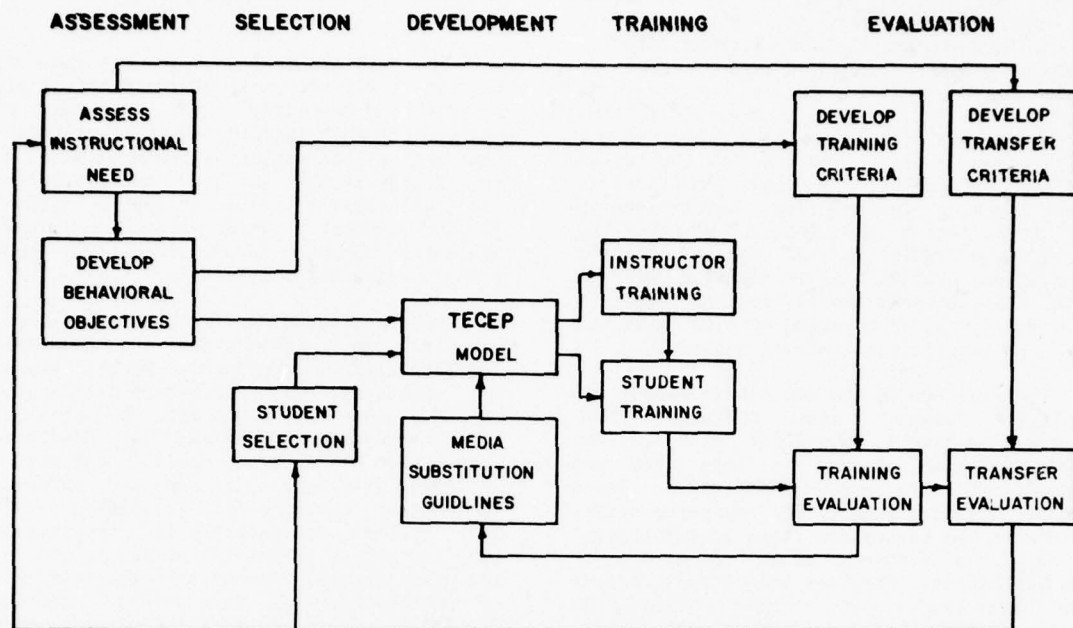 ASSESSMENT SELECTION DEVELOPMENT TRAINING EVALUATION
ASSESS
INSTRUCTIONAL
NEED
DEVELOP
TRAINING
CRITERIA
DEVELOP
TRANSFER
CRITERIA
DEVELOP
BEHAVIORAL
OBJECTIVES
INSTRUCTOR
TRAINING
TECEP
MODEL
STUDENT
TRAINING
STUDENT
SELECTION
MEDIA
SUBSTITUTION
GUIDLINES
TRAINING
EVALUATION
TRANSFER
EVALUATION